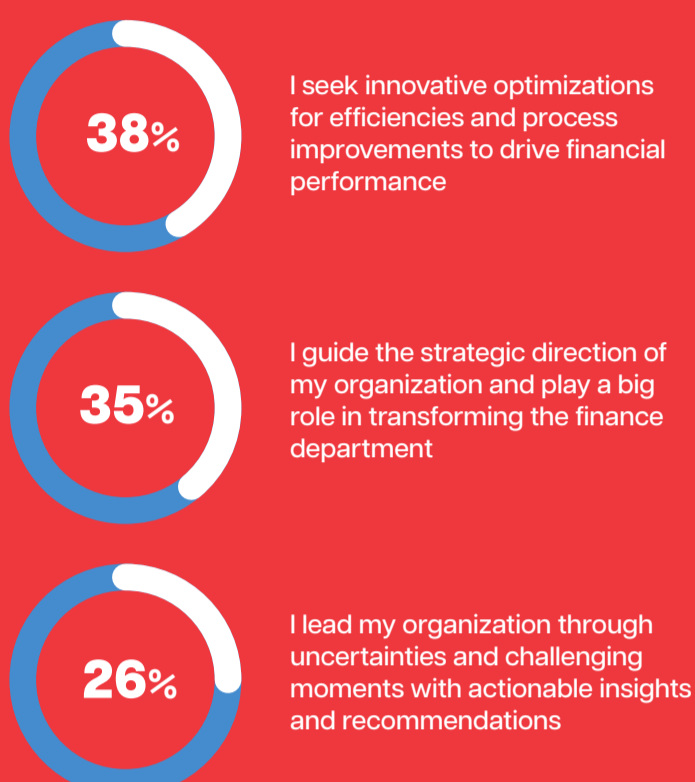 38%
I seek innovative optimizations
for efficiencies and process
improvements to drive financial
performance
35%
I guide the strategic direction of
my organization and play a big
role in transforming the finance
department
26%
I lead my organization through
uncertainties and challenging
moments with actionable insights
and recommendations